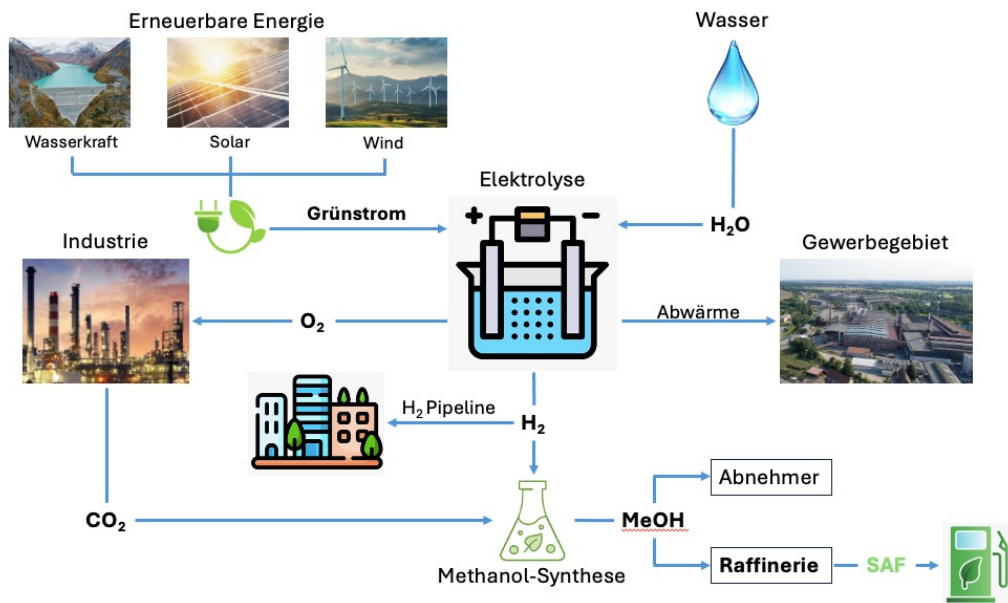 Erneuerbare Energie
Wasser
Wasserkraft
Solar
Wind
Elektrolyse
+ −
Grünstrom
H₂O
Industrie
Gewerbegebiet
O₂
Abwärme
H₂ Pipeline
H₂
Abnehmer
CO₂
MeOH
Raffinerie
SAF
Methanol-Synthese